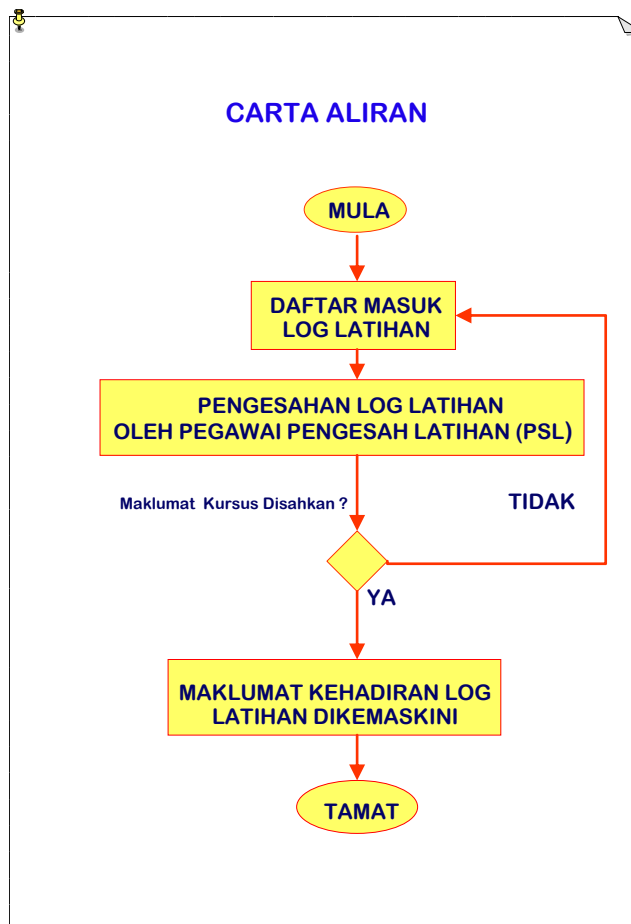 CARTA ALIRAN
MULA
DAFTAR MASUK
LOG LATIHAN
PENGESAHAN LOG LATIHAN
OLEH PEGAWAI PENGESAH LATIHAN (PSL)
Maklumat Kursus Disahkan ?
TIDAK
YA
MAKLUMAT KEHADIRAN LOG
LATIHAN DIKEMASKINI
TAMAT